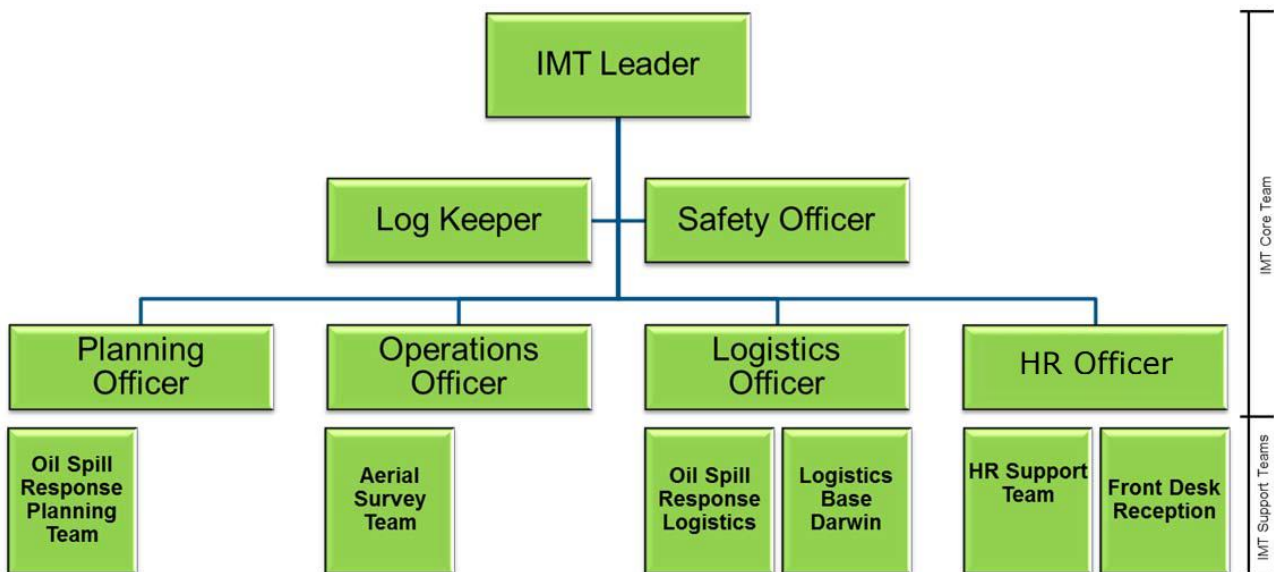 IMT Leader
Log Keeper
Safety Officer
Planning
Officer
Operations
Officer
Logistics
Officer
HR Officer
Oil Spill
Response
Planning
Team
Aerial
Survey
Team
Oil Spill
Response
Logistics
Logistics
Base
Darwin
HR Support
Team
Front Desk
Reception
IMT Core Team
IMT Support Teams